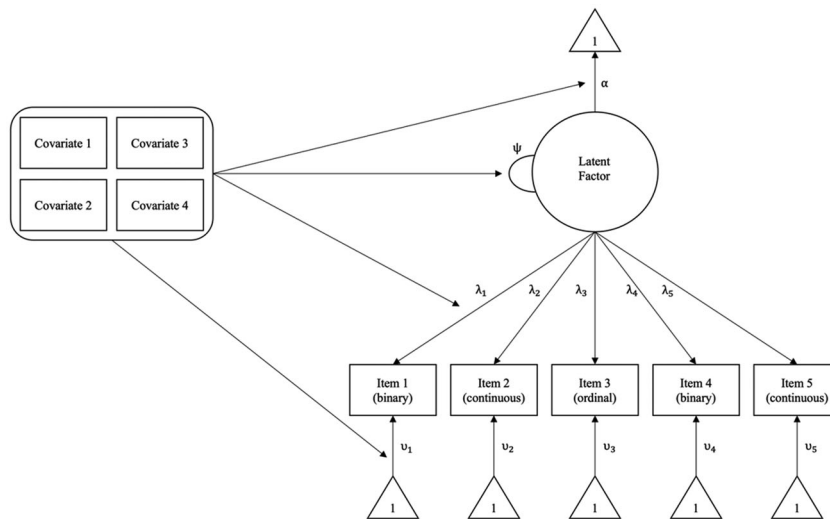 1
α
Covariate 1
Covariate 3
Covariate 2
Covariate 4
ψ
Latent
Factor
λ₁
λ₂
λ₃
λ₄
λ₅
Item 1
(binary)
Item 2
(continuous)
Item 3
(ordinal)
Item 4
(binary)
Item 5
(continuous)
υ₁
υ₂
υ₃
υ₄
υ₅
1
1
1
1
1